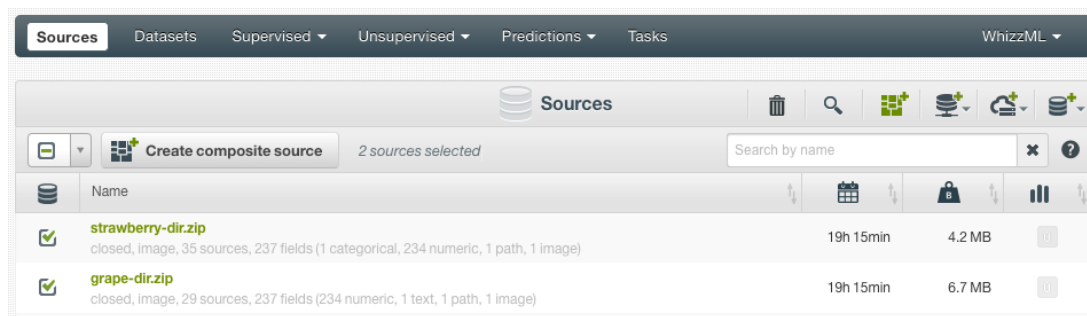 Sources Datasets Supervised Unsupervised Predictions Tasks WhizzML
Sources
Create composite source 2 sources selected Search by name
Name
strawberry-dir.zip 19h 15min 4.2 MB
closed, image, 35 sources, 237 fields (1 categorical, 234 numeric, 1 path, 1 image)
grape-dir.zip 19h 15min 6.7 MB
closed, image, 29 sources, 237 fields (234 numeric, 1 text, 1 path, 1 image)